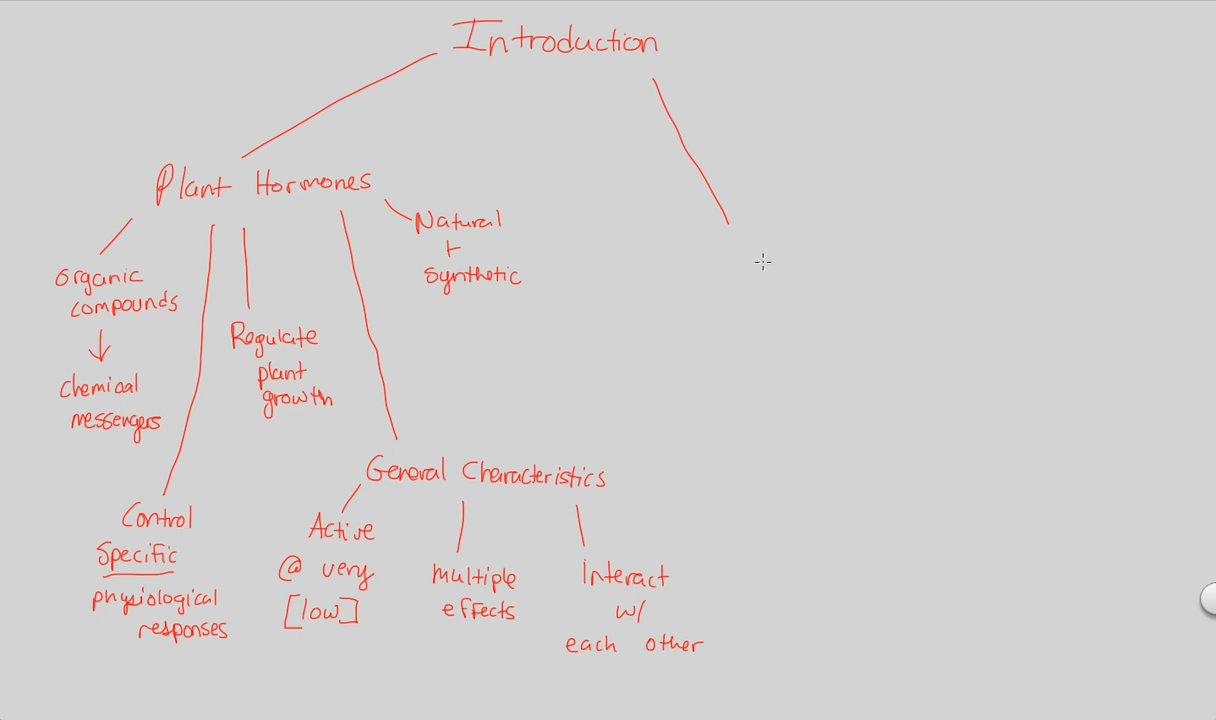 Introduction
Plant Hormones
Natural
+
Synthetic
Organic
compounds
Chemical
messengers
Regulate
plant
growth
Control
Specific
physiological
responses
General Characteristics
Active
@ very
[low]
Multiple
effects
Interact
w/
each other